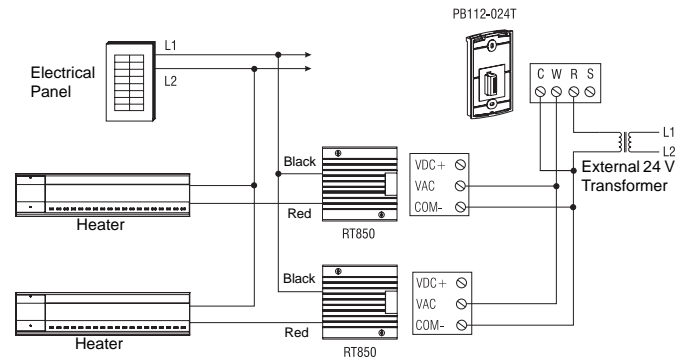 PB112-024T
L1
L2
Electrical
Panel
C W R S
L1
L2
External 24 V
Transformer
Black
VDC+
VAC
COM-
Red
RT850
Heater
Black
VDC+
VAC
COM-
Red
RT850
Heater